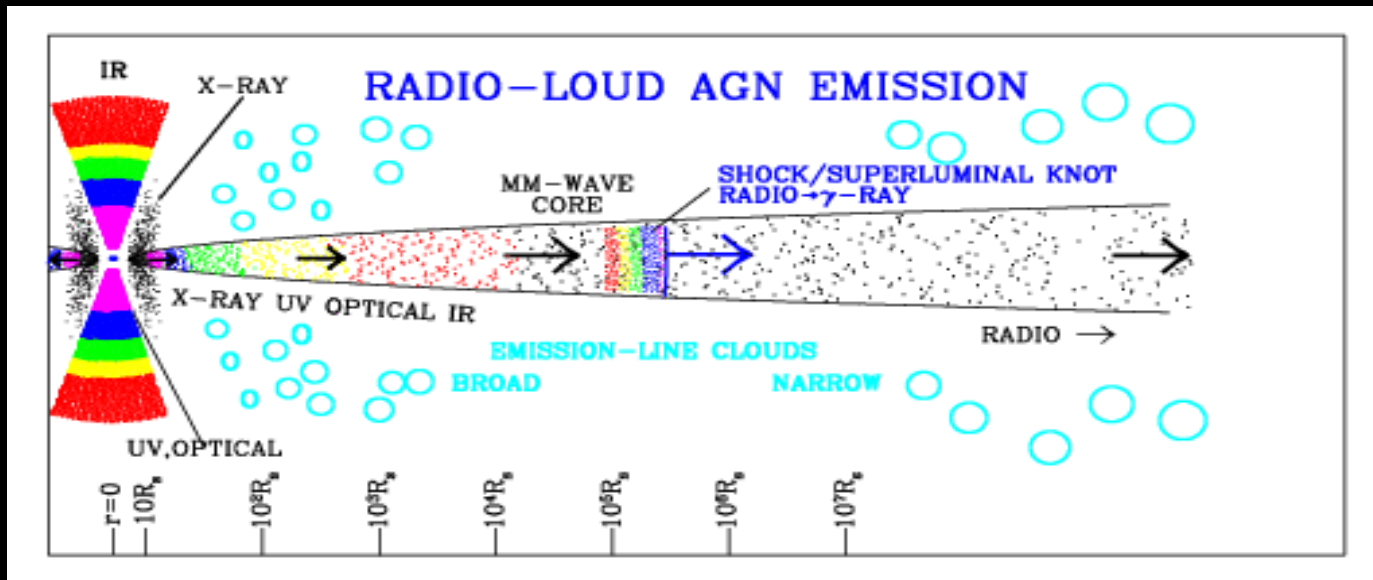 RADIO-LOUD AGN EMISSION
IR
X-RAY
SHOCK/SUPERLUMINAL KNOT
RADIO→γ-RAY
MM-WAVE
CORE
X-RAY UV OPTICAL IR
RADIO →
EMISSION-LINE CLOUDS
BROAD
NARROW
UV,OPTICAL
r=0
10Rₛ
10²Rₛ
10³Rₛ
10⁴Rₛ
10⁵Rₛ
10⁶Rₛ
10⁷Rₛ